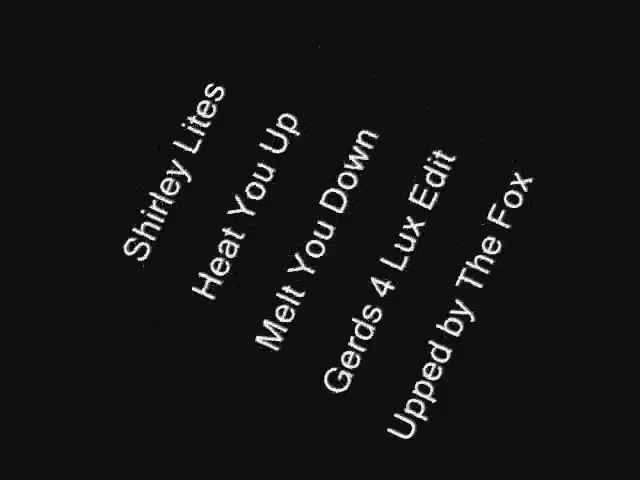 Shirley Lites
Heat You Up
Melt You Down
Gerds 4 Lux Edit
Upped by The Fox